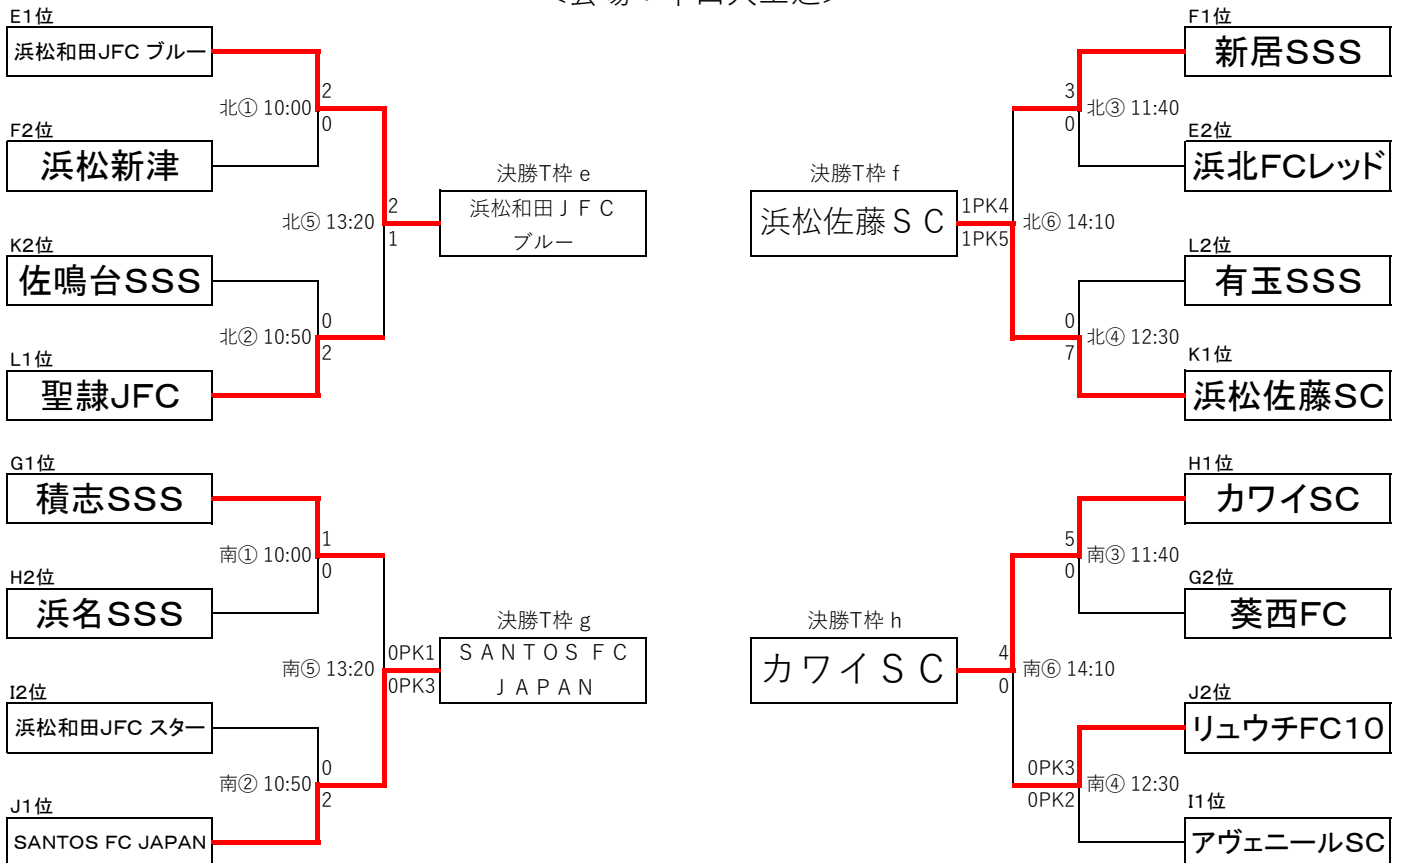 E1位
浜松和田JFC ブルー
北① 10:00
2
0
F2位
浜松新津
決勝T枠 e
浜松和田ＪＦＣ
ブルー
北⑤ 13:20
2
1
K2位
佐鳴台SSS
北② 10:50
0
2
L1位
聖隷JFC
F1位
新居SSS
3
0
北③ 11:40
E2位
浜北FCレッド
決勝T枠 f
浜松佐藤ＳＣ
1PK4
1PK5
北⑥ 14:10
L2位
有玉SSS
0
7
北④ 12:30
K1位
浜松佐藤SC
G1位
積志SSS
南① 10:00
1
0
H2位
浜名SSS
決勝T枠 g
ＳＡＮＴＯＳ ＦＣ
ＪＡＰＡＮ
南⑤ 13:20
0PK1
0PK3
I2位
浜松和田JFC スター
南② 10:50
0
2
J1位
SANTOS FC JAPAN
H1位
カワイSC
5
0
南③ 11:40
G2位
葵西FC
決勝T枠 h
カワイＳＣ
4
0
南⑥ 14:10
J2位
リュウチFC10
0PK3
0PK2
南④ 12:30
I1位
アヴェニールSC